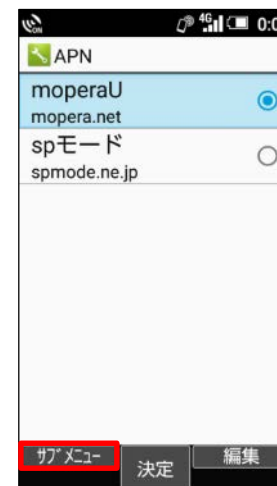 ON
4G 0:0
APN
moperaU
mopera.net
spモード
spmode.ne.jp
ｻﾌﾞﾒﾆｭｰ
決定
編集